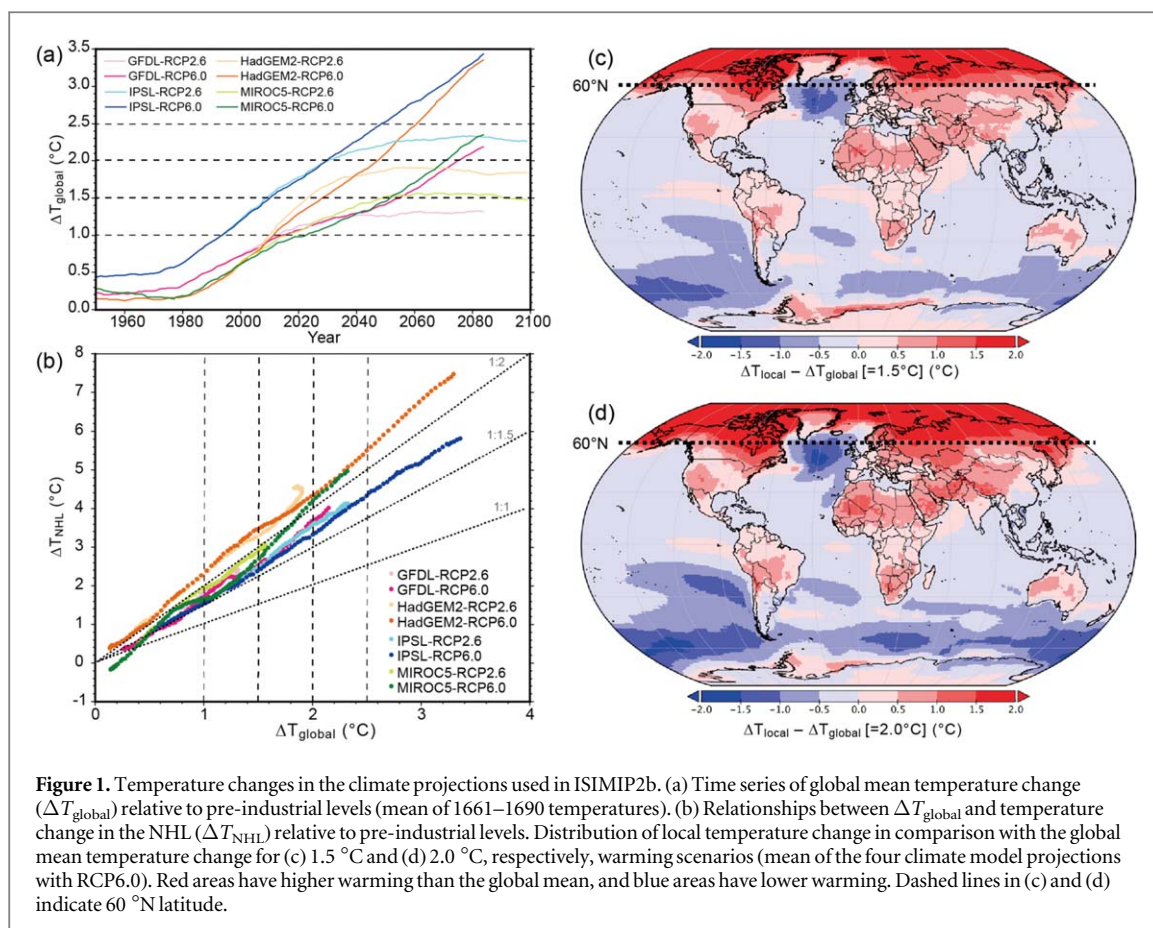 (a)
GFDL-RCP2.6
GFDL-RCP6.0
IPSL-RCP2.6
IPSL-RCP6.0
HadGEM2-RCP2.6
HadGEM2-RCP6.0
MIROC5-RCP2.6
MIROC5-RCP6.0
3.5
3.0
2.5
2.0
1.5
1.0
0.5
0.0
ΔTglobal (°C)
1960 1980 2000 2020 2040 2060 2080 2100
Year
(b)
8
7
6
5
4
3
2
1
0
-1
ΔTNHL (°C)
1:2
1:1.5
1:1
GFDL-RCP2.6
GFDL-RCP6.0
HadGEM2-RCP2.6
HadGEM2-RCP6.0
IPSL-RCP2.6
IPSL-RCP6.0
MIROC5-RCP2.6
MIROC5-RCP6.0
0 1 2 3 4
ΔTglobal (°C)
(c)
60°N
-2.0 -1.5 -1.0 -0.5 0.0 0.5 1.0 1.5 2.0
ΔTlocal – ΔTglobal [=1.5°C] (°C)
(d)
60°N
-2.0 -1.5 -1.0 -0.5 0.0 0.5 1.0 1.5 2.0
ΔTlocal – ΔTglobal [=2.0°C] (°C)
Figure 1. Temperature changes in the climate projections used in ISIMIP2b. (a) Time series of global mean temperature change
(ΔTglobal) relative to pre-industrial levels (mean of 1661–1690 temperatures). (b) Relationships between ΔTglobal and temperature
change in the NHL (ΔTNHL) relative to pre-industrial levels. Distribution of local temperature change in comparison with the global
mean temperature change for (c) 1.5 °C and (d) 2.0 °C, respectively, warming scenarios (mean of the four climate model projections
with RCP6.0). Red areas have higher warming than the global mean, and blue areas have lower warming. Dashed lines in (c) and (d)
indicate 60 °N latitude.